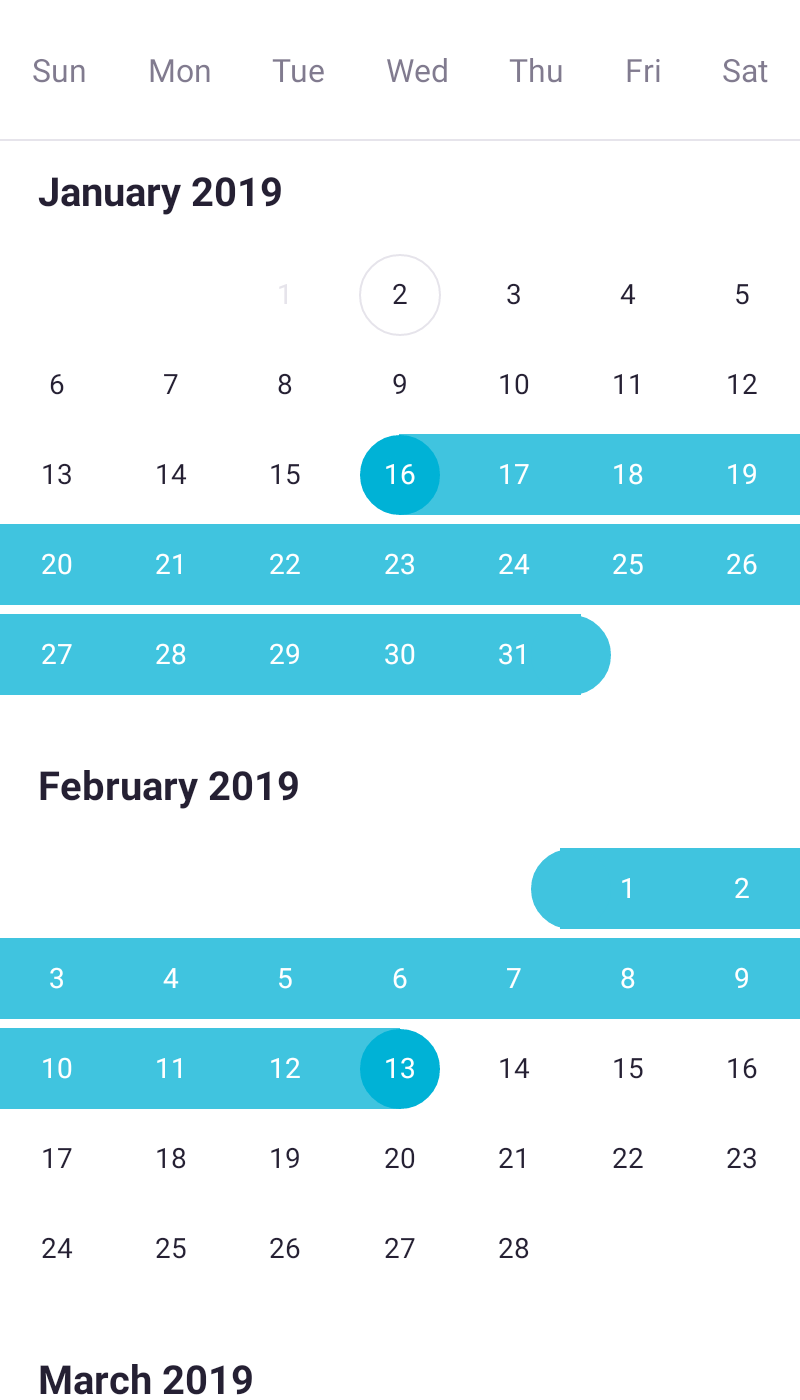 Sun Mon Tue Wed Thu Fri Sat
January 2019
1 2 3 4 5
6 7 8 9 10 11 12
13 14 15 16 17 18 19
20 21 22 23 24 25 26
27 28 29 30 31
February 2019
1 2
3 4 5 6 7 8 9
10 11 12 13 14 15 16
17 18 19 20 21 22 23
24 25 26 27 28
March 2019